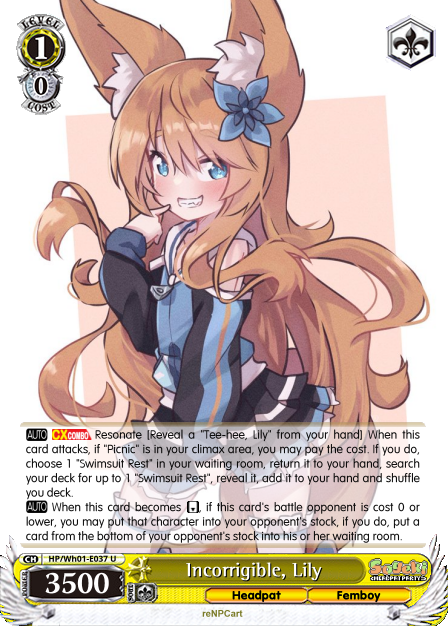 LEVEL
1
0
COST
AUTO CX COMBO Resonate [Reveal a "Tee-hee, Lily" from your hand] When this
card attacks, if "Picnic" is in your climax area, you may pay the cost. If you do,
choose 1 "Swimsuit Rest" in your waiting room, return it to your hand, search
your deck for up to 1 "Swimsuit Rest", reveal it, add it to your hand and shuffle
you deck.
AUTO When this card becomes [ ], if this card's battle opponent is cost 0 or
lower, you may put that character into your opponent's stock, if you do, put a
card from the bottom of your opponent's stock into his or her waiting room.
CH HP/Wh01-E037 U
POWER
3500
SOUL
Incorrigible, Lily
Headpat
Femboy
reNPCart